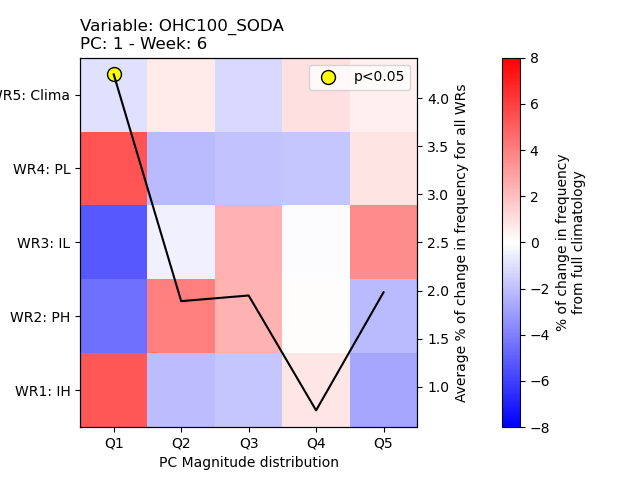 Variable: OHC100_SODA
PC: 1 - Week: 6
p<0.05
WR5: Clima
WR4: PL
WR3: IL
WR2: PH
WR1: IH
Q1 Q2 Q3 Q4 Q5
PC Magnitude distribution
4.0
3.5
3.0
2.5
2.0
1.5
1.0
Average % of change in frequency for all WRs
8
6
4
2
0
−2
−4
−6
−8
% of change in frequency
from full climatology